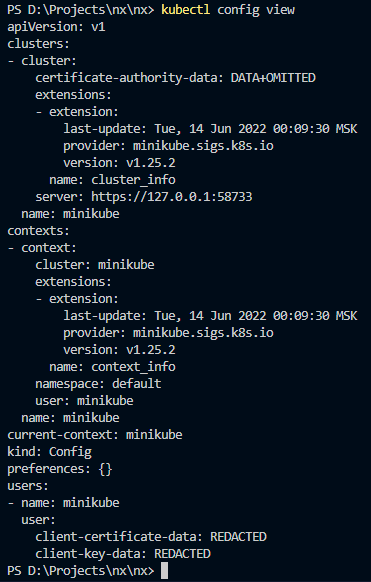 PS D:\Projects\nx\nx> kubectl config view
apiVersion: v1
clusters:
- cluster:
    certificate-authority-data: DATA+OMITTED
    extensions:
    - extension:
        last-update: Tue, 14 Jun 2022 00:09:30 MSK
        provider: minikube.sigs.k8s.io
        version: v1.25.2
      name: cluster_info
    server: https://127.0.0.1:58733
  name: minikube
contexts:
- context:
    cluster: minikube
    extensions:
    - extension:
        last-update: Tue, 14 Jun 2022 00:09:30 MSK
        provider: minikube.sigs.k8s.io
        version: v1.25.2
      name: context_info
    namespace: default
    user: minikube
  name: minikube
current-context: minikube
kind: Config
preferences: {}
users:
- name: minikube
  user:
    client-certificate-data: REDACTED
    client-key-data: REDACTED
PS D:\Projects\nx\nx>